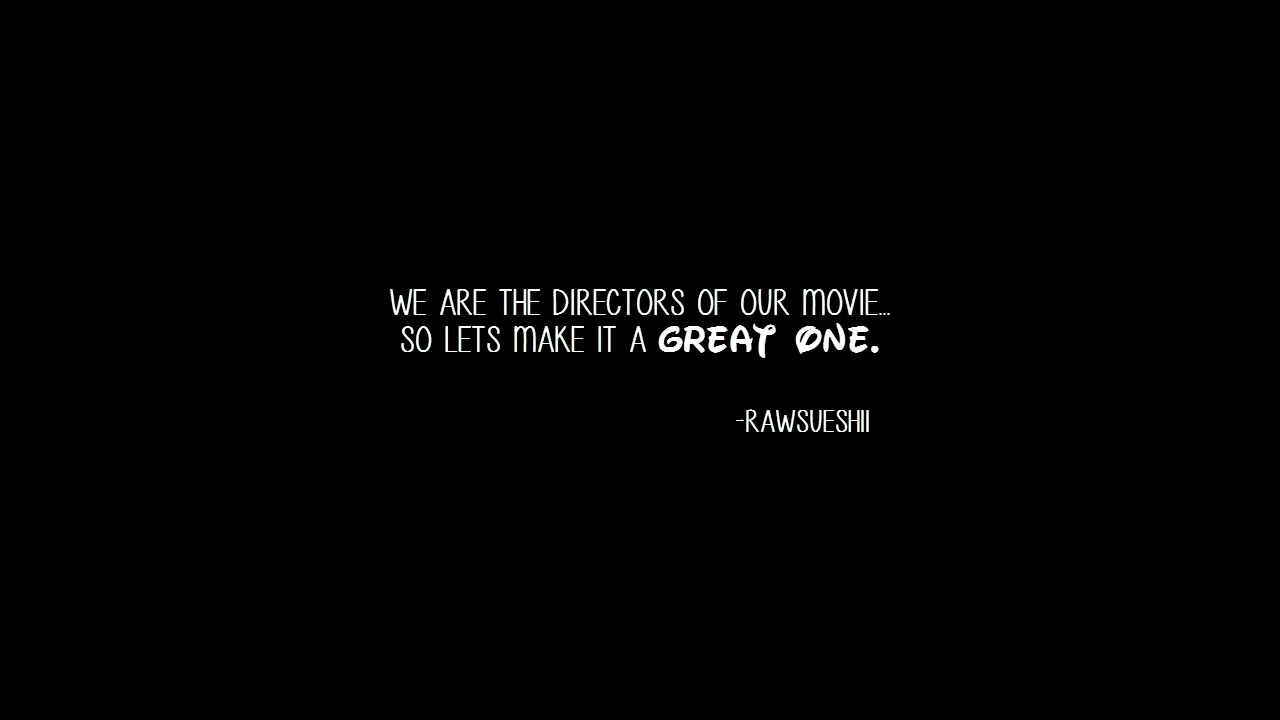 WE ARE THE DIRECTORS OF OUR MOVIE...
SO LETS MAKE IT A GREAT ONE.
-RAWSUESHII